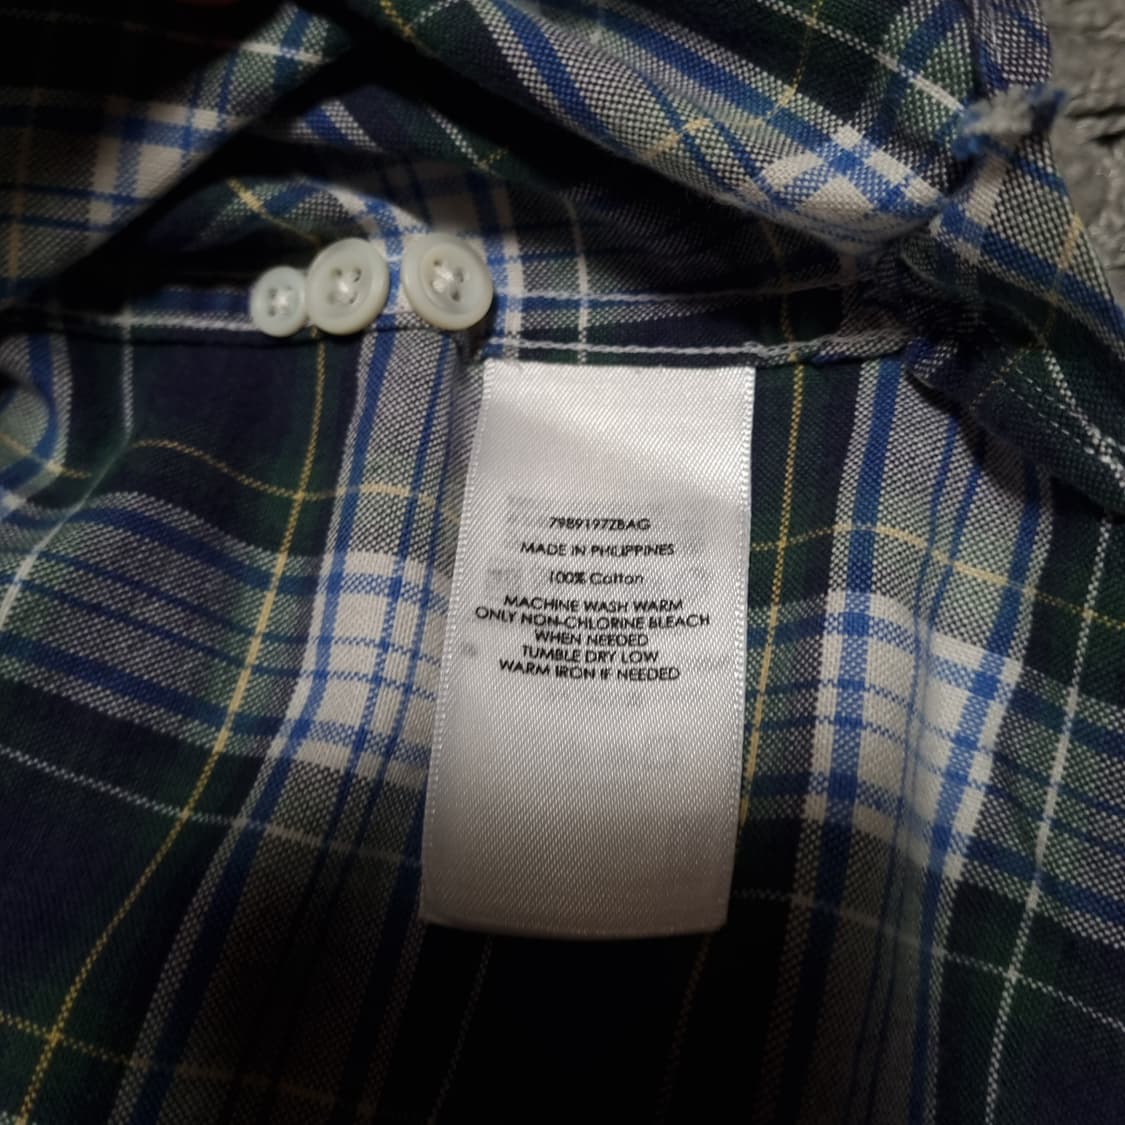 7989197ZBAG
MADE IN PHILIPPINES
100% Cotton
MACHINE WASH WARM
ONLY NON-CHLORINE BLEACH
WHEN NEEDED
TUMBLE DRY LOW
WARM IRON IF NEEDED